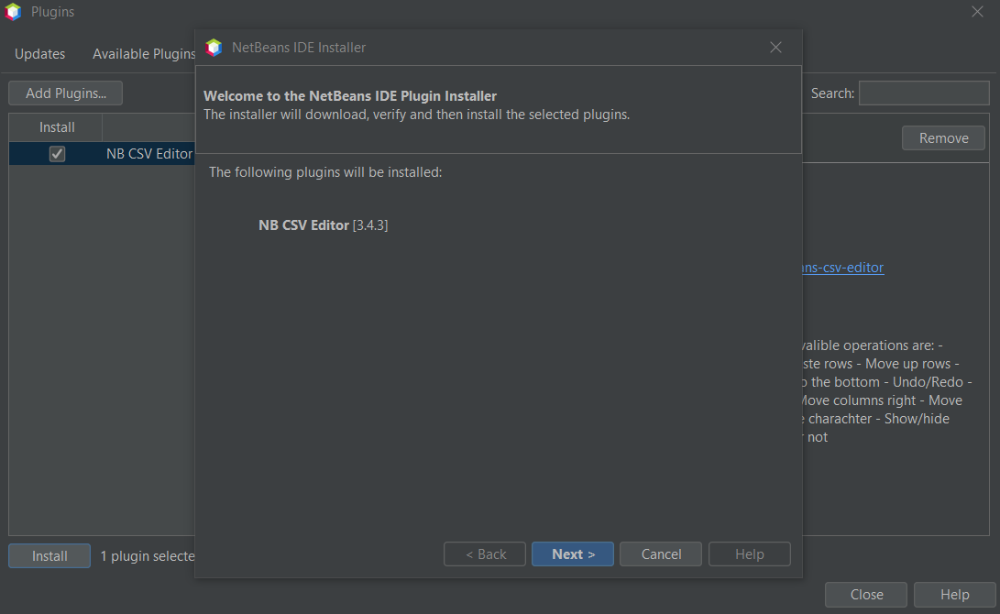 Plugins
Updates
Available Plugins
Add Plugins...
Search:
Install
NB CSV Editor
Remove
NetBeans IDE Installer
Welcome to the NetBeans IDE Plugin Installer
The installer will download, verify and then install the selected plugins.
The following plugins will be installed:
NB CSV Editor [3.4.3]
ns-csv-editor
valible operations are: -
ste rows - Move up rows -
o the bottom - Undo/Redo -
Move columns right - Move
e charachter - Show/hide
r not
< Back
Next >
Cancel
Help
Install
1 plugin selecte
Close
Help